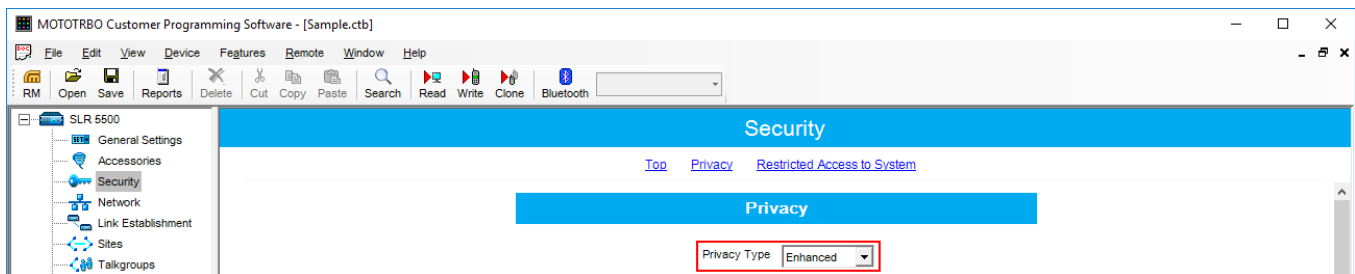 MOTOTRBO Customer Programming Software - [Sample.ctb]
File Edit View Device Features Remote Window Help
RM Open Save Reports Delete Cut Copy Paste Search Read Write Clone Bluetooth
SLR 5500
General Settings
Accessories
Security
Network
Link Establishment
Sites
Talkgroups
Security
Top Privacy Restricted Access to System
Privacy
Privacy Type Enhanced